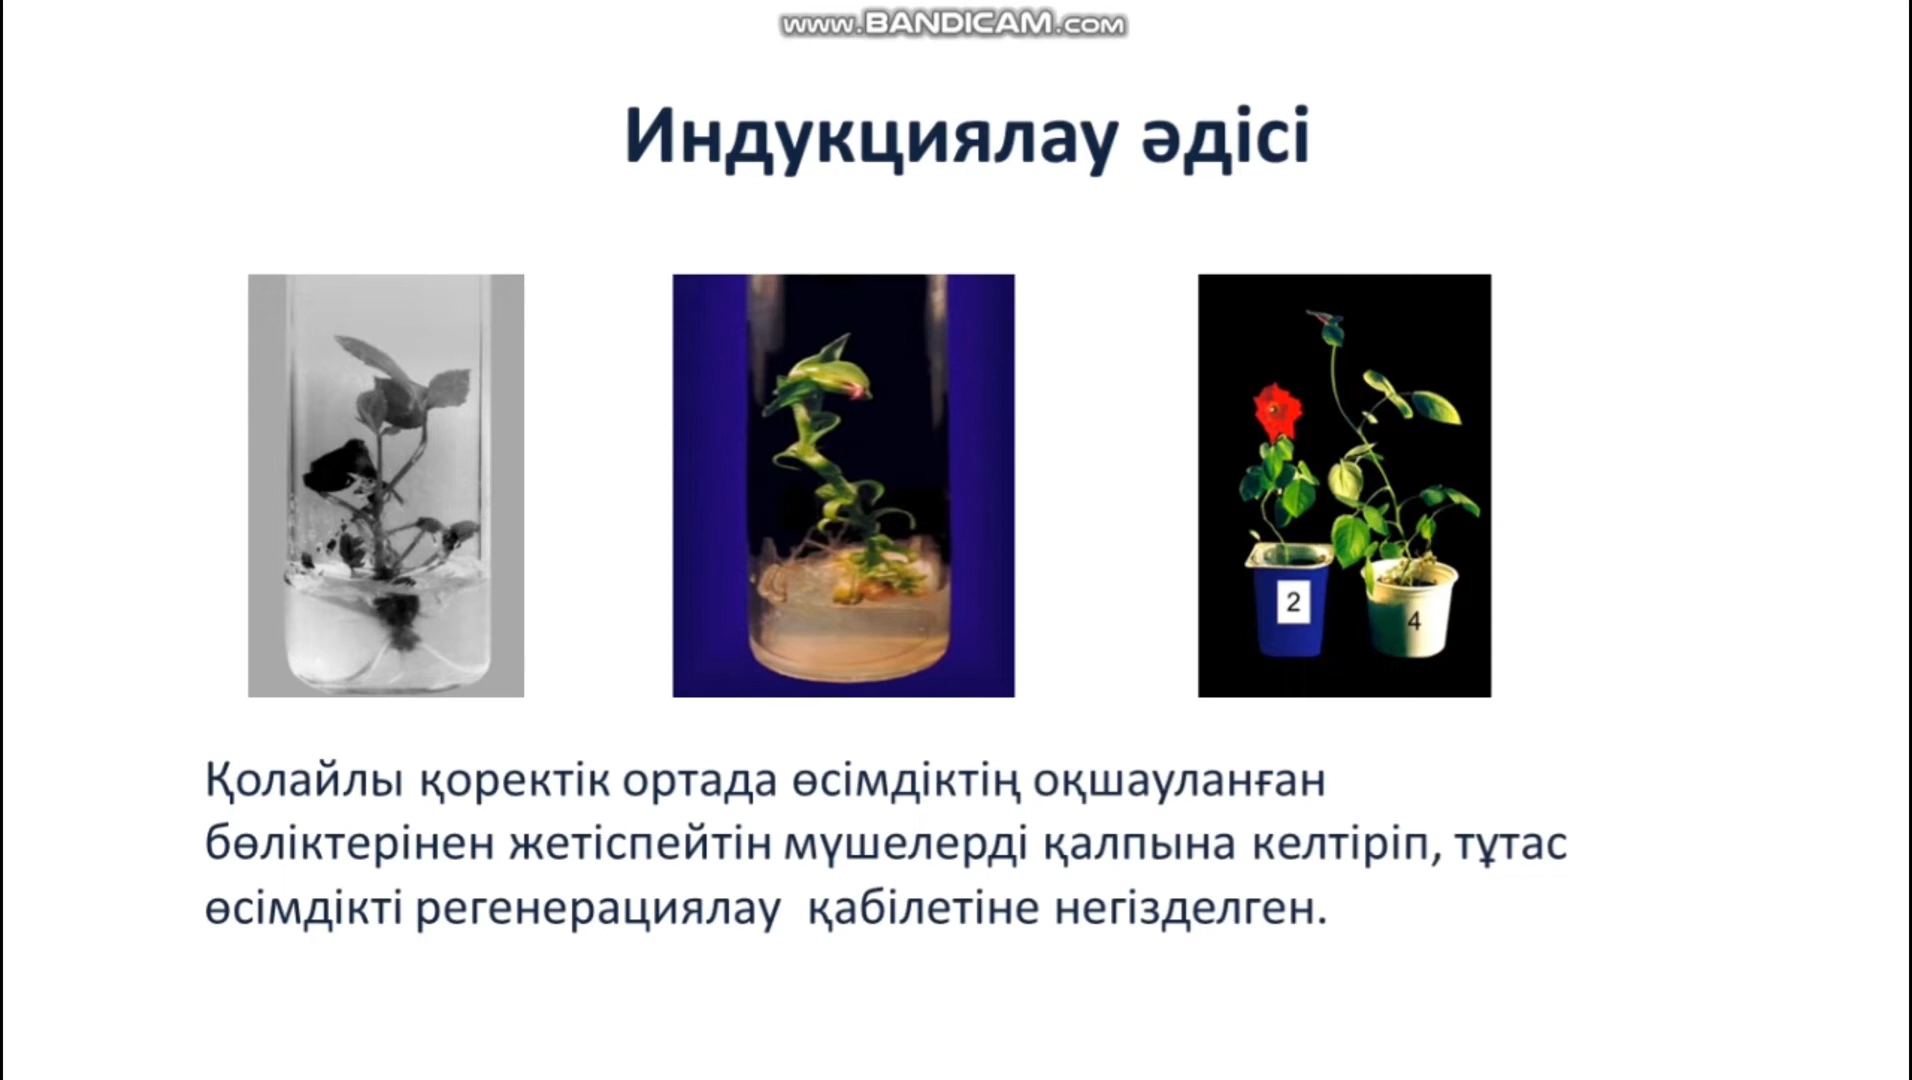 www.BANDICAM.com
Индукциялау әдісі
2
4
Қолайлы қоректік ортада өсімдіктің оқшауланған
бөліктерінен жетіспейтін мүшелерді қалпына келтіріп, тұтас
өсімдікті регенерациялау қабілетіне негізделген.